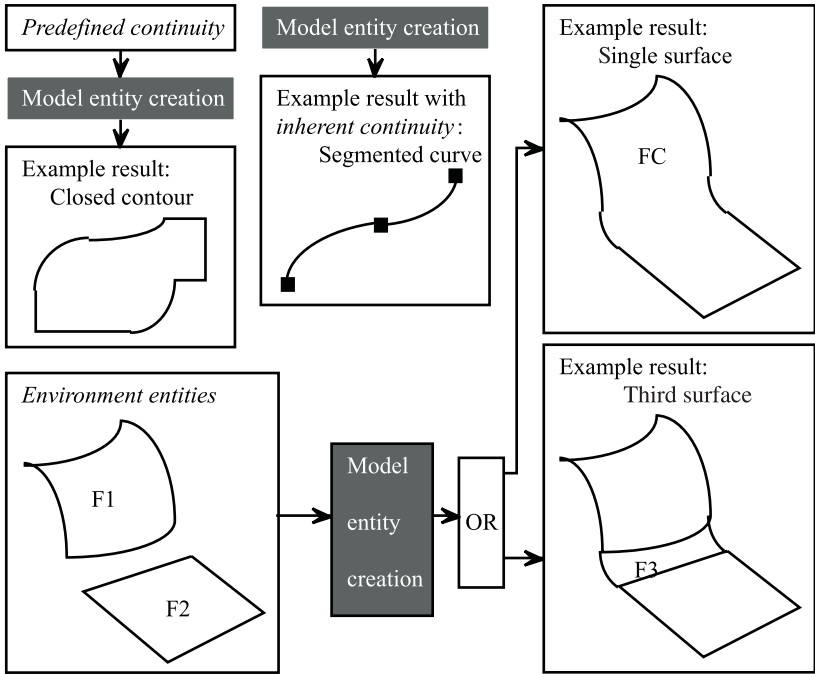 Predefined continuity
Model entity creation
Example result:
Closed contour
Model entity creation
Example result with
inherent continuity:
Segmented curve
Example result:
Single surface
FC
Environment entities
F1
F2
Model
entity
creation
OR
Example result:
Third surface
F3